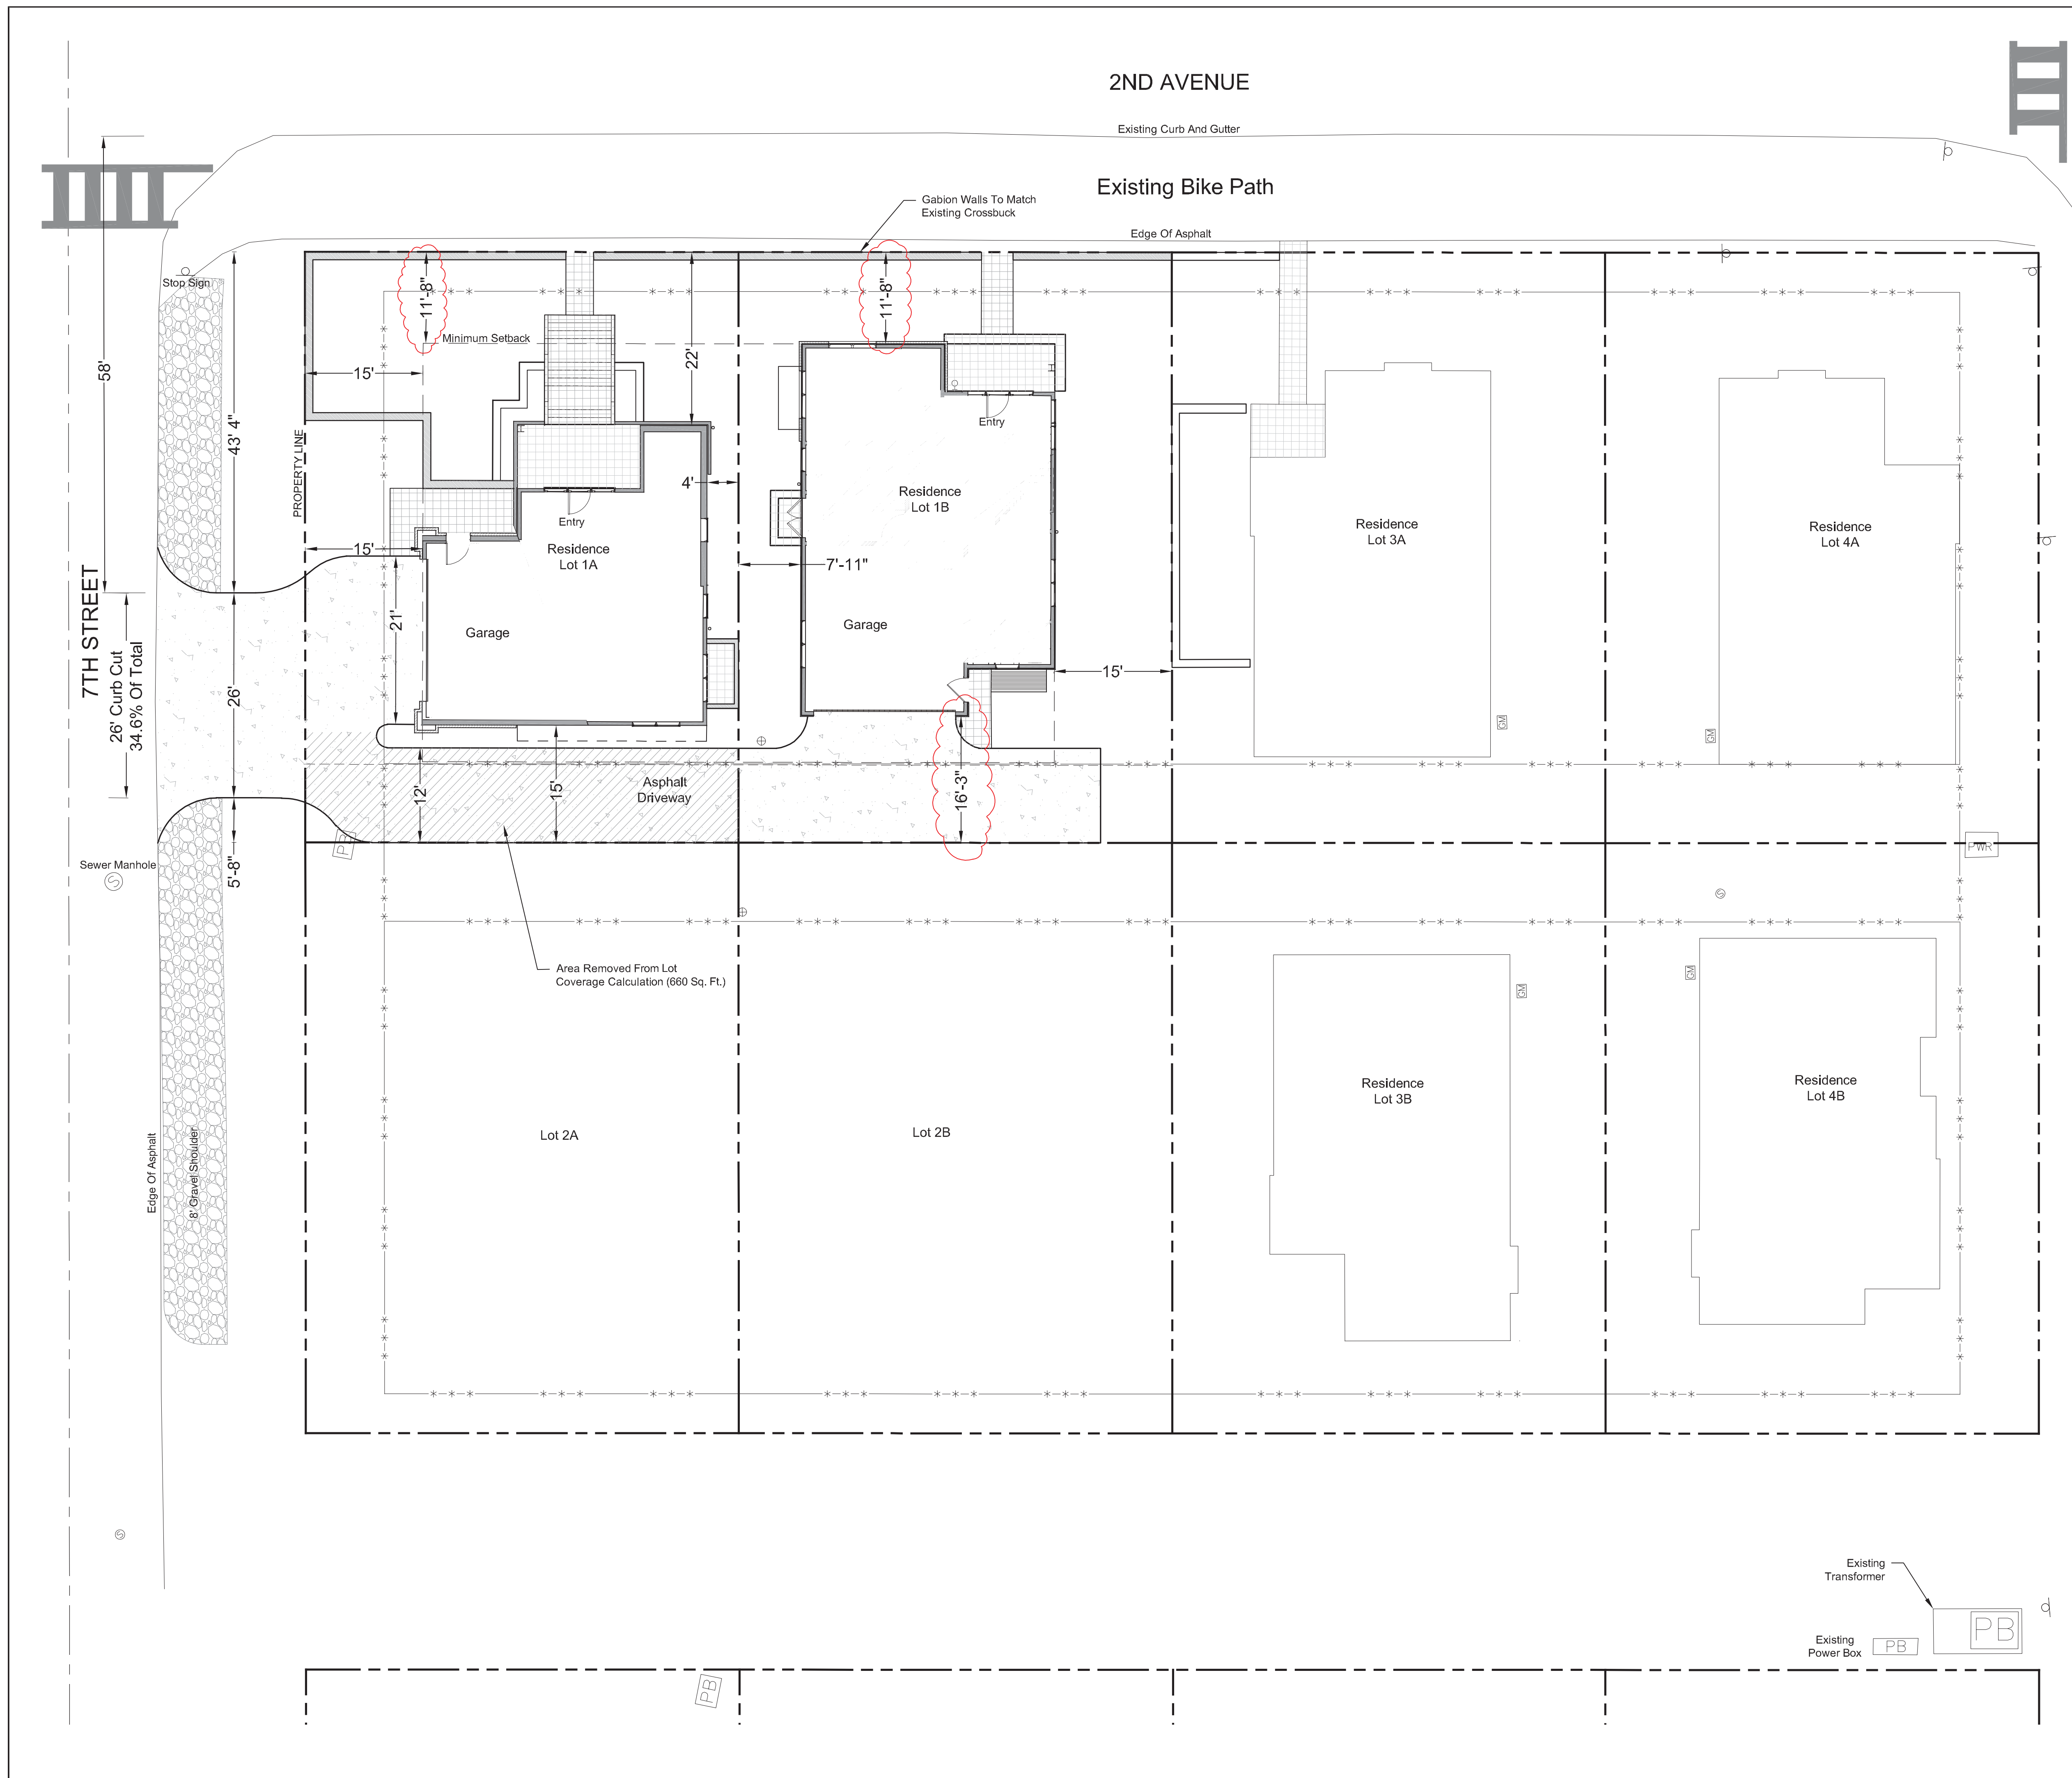 2ND AVENUE
Existing Curb And Gutter
Existing Bike Path
Gabion Walls To Match
Existing Crossbuck
Edge Of Asphalt
Stop Sign
11'-8"
11'-8"
Minimum Setback
58'
43' 4"
15'
22'
PROPERTY LINE
4'
Entry
Entry
Residence
Lot 1A
Residence
Lot 1B
Residence
Lot 3A
Residence
Lot 4A
15'
7'-11"
21'
Garage
Garage
15'
7TH STREET
26' Curb Cut
34.6% Of Total
26'
GM
GM
12'
15'
Asphalt
Driveway
16'-3"
P
PWR
Sewer Manhole
S
5'-8"
S
Area Removed From Lot
Coverage Calculation (660 Sq. Ft.)
GM
GM
Edge Of Asphalt
8' Gravel Shoulder
Lot 2A
Lot 2B
Residence
Lot 3B
Residence
Lot 4B
S
Existing
Transformer
PB
Existing
Power Box
PB
PB